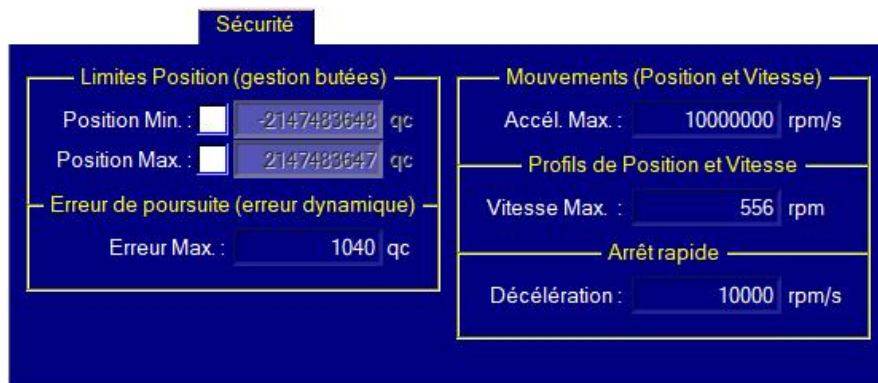 Sécurité
Limites Position (gestion butées)
Position Min. : -2147483648 qc
Position Max. : 2147483647 qc
Erreur de poursuite (erreur dynamique)
Erreur Max. : 1040 qc
Mouvements (Position et Vitesse)
Accél. Max. : 10000000 rpm/s
Profils de Position et Vitesse
Vitesse Max. : 556 rpm
Arrêt rapide
Décélération : 10000 rpm/s